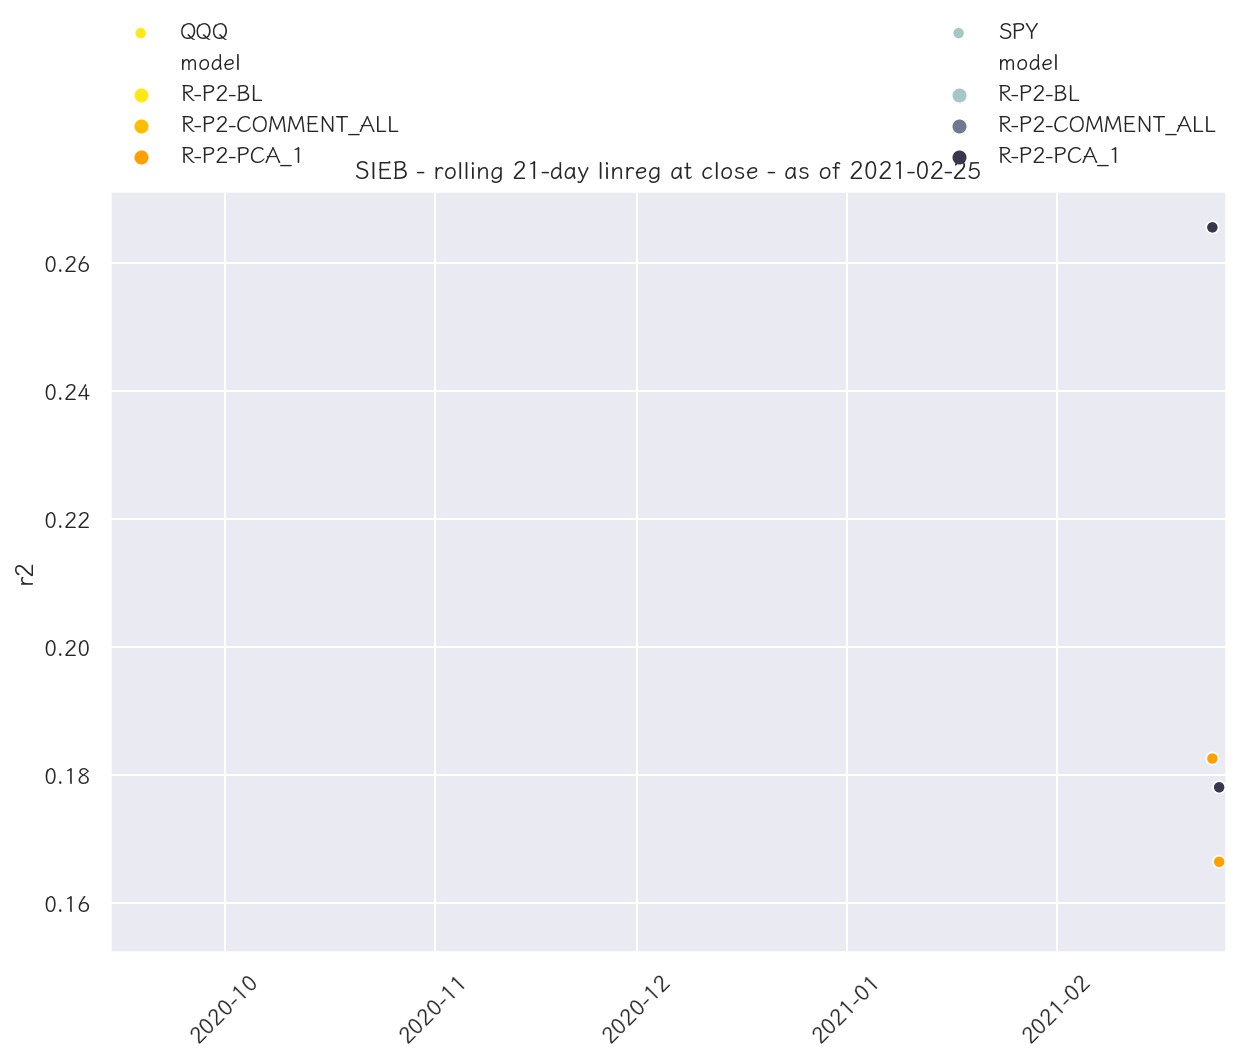 QQQ
model
R-P2-BL
R-P2-COMMENT_ALL
R-P2-PCA_1
SPY
model
R-P2-BL
R-P2-COMMENT_ALL
R-P2-PCA_1
SIEB - rolling 21-day linreg at close - as of 2021-02-25
r2
0.26
0.24
0.22
0.20
0.18
0.16
2020-10
2020-11
2020-12
2021-01
2021-02